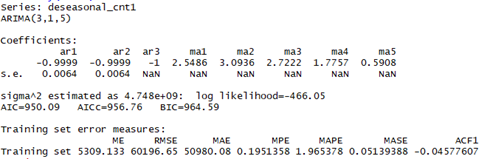 Series: deseasonal_cnt1
ARIMA(3,1,5)
Coefficients:
ar1 ar2 ar3 ma1 ma2 ma3 ma4 ma5
-0.9999 -0.9999 -1 2.5486 3.0936 2.7222 1.7757 0.5908
s.e. 0.0064 0.0064 NaN NaN NaN NaN NaN NaN
sigma^2 estimated as 4.748e+09: log likelihood=-466.05
AIC=950.09 AICc=956.76 BIC=964.59
Training set error measures:
ME RMSE MAE MPE MAPE MASE ACF1
Training set 5309.133 60196.65 50980.08 0.1951358 1.965378 0.05139388 -0.04577607